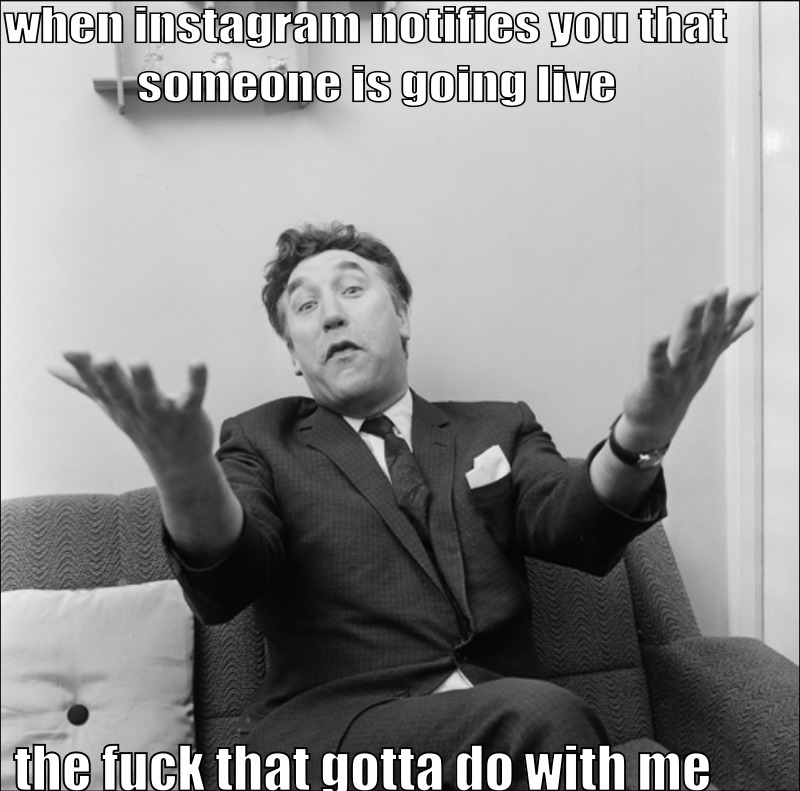 when instagram notifies you that
someone is going live
the fuck that gotta do with me